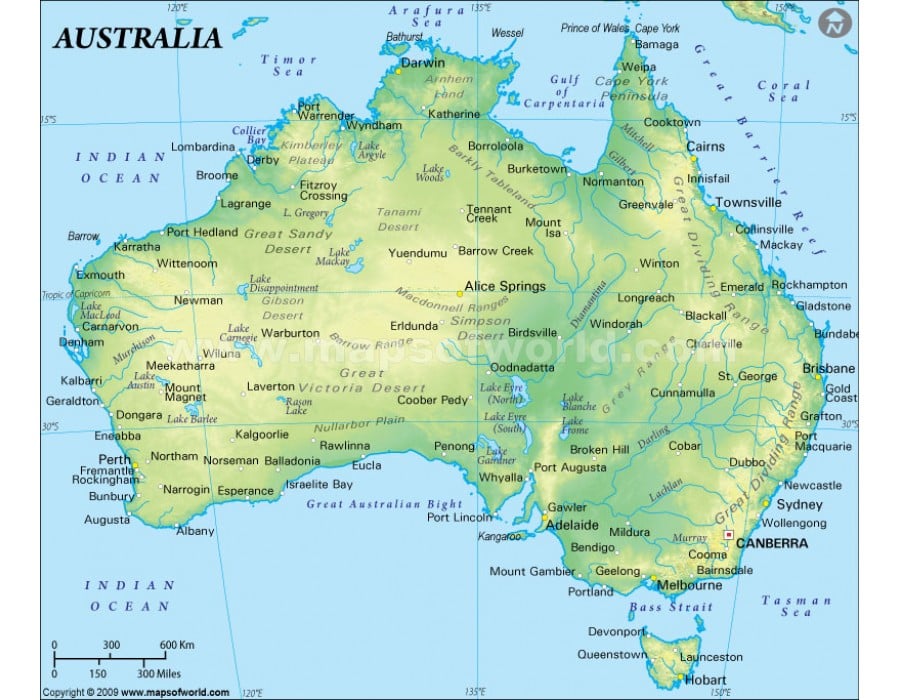 120°E
Arafura
Sea
135°E
AUSTRALIA
Bathurst
Wessel
Prince of Wales
Cape York
Bamaga
N
Timor
Sea
Darwin
Arnhem
Land
Gulf
of
Carpentaria
Weipa
Cape York
Peninsula
Great Barrier Reef
Coral
Sea
15°S
Port
Warrender
Katherine
15°S
Collier
Bay
Wyndham
Cooktown
Mitchell
Lombardina
Kimberley
Plateau
Lake
Argyle
Borroloola
Cairns
INDIAN
OCEAN
Derby
Broome
Lake
Woods
Barkly Tableland
Burketown
Gilbert
Normanton
Innisfail
Fitzroy
Crossing
Lagrange
L. Gregory
Tanami
Desert
Tennant
Creek
Mount
Isa
Greenvale
Great Dividing Range
Townsville
Barrow
Port Hedland
Karratha
Great Sandy
Desert
Lake
Mackay
Yuendumu
Barrow Creek
Collinsville
Mackay
Exmouth
Wittenoom
Winton
Tropic of Capricorn
Lake
Disappointment
Alice Springs
Diamantina
Longreach
Emerald
Rockhampton
Lake
MacLeod
Newman
Gibson
Desert
Macdonnell Ranges
Blackall
Gladstone
Carnarvon
Denham
Lake
Carnegie
Warburton
Erldunda
Simpson
Desert
Birdsville
Windorah
Bundabe
Murchison
Wiluna
Barrow Range
www.mapsofworld.com
Charleville
Meekatharra
Great
Victoria Desert
Oodnadatta
Grey Range
Brisbane
Kalbarri
Lake
Austin
Mount
Magnet
Laverton
Lake Eyre
(North)
St. George
Cunnamulla
Gold
Coast
Geraldton
Rason
Lake
Coober Pedy
Lake
Blanche
Dongara
Lake Barlee
Nullarbor Plain
Lake Eyre
(South)
Lake
Frome
Grafton
30°S
30°S
Eneabba
Kalgoorlie
Rawlinna
Penong
Darling
Broken Hill
Cobar
Port
Macquarie
Perth
Northam
Norseman
Balladonia
Eucla
Lake
Gairdner
Port Augusta
Dubbo
Great Dividing Range
Fremantle
Rockingham
Whyalla
Newcastle
Bunbury
Narrogin
Esperance
Israelite Bay
Lachlan
Great Australian Bight
Gawler
Sydney
Augusta
Albany
Port Lincoln
Adelaide
Wollengong
Kangaroo
Mildura
Murray
CANBERRA
Bendigo
Cooma
Mount Gambier
Geelong
Bairnsdale
INDIAN
OCEAN
Portland
Melbourne
Bass Strait
Tasman
Sea
Devonport
0 300 600 Km
0 150 300 Miles
Queenstown
Launceston
Hobart
Copyright © 2009 www.mapsofworld.com
120°E
135°E
150°E